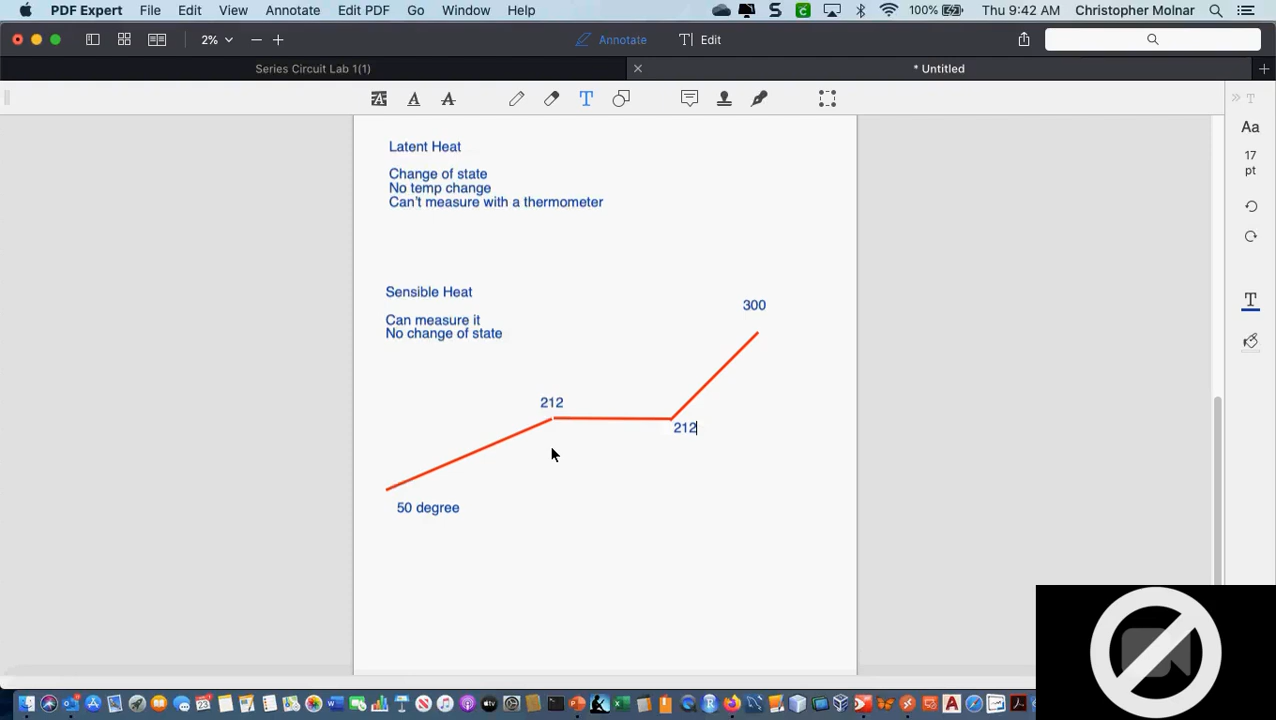 PDF Expert File Edit View Annotate Edit PDF Go Window Help 100% Thu 9:42 AM Christopher Molnar
2% Annotate Edit
Series Circuit Lab 1(1) * Untitled
Latent Heat
Change of state
No temp change
Can't measure with a thermometer
Sensible Heat
Can measure it
No change of state
300
212
212
50 degree
T
Aa
17
pt
T